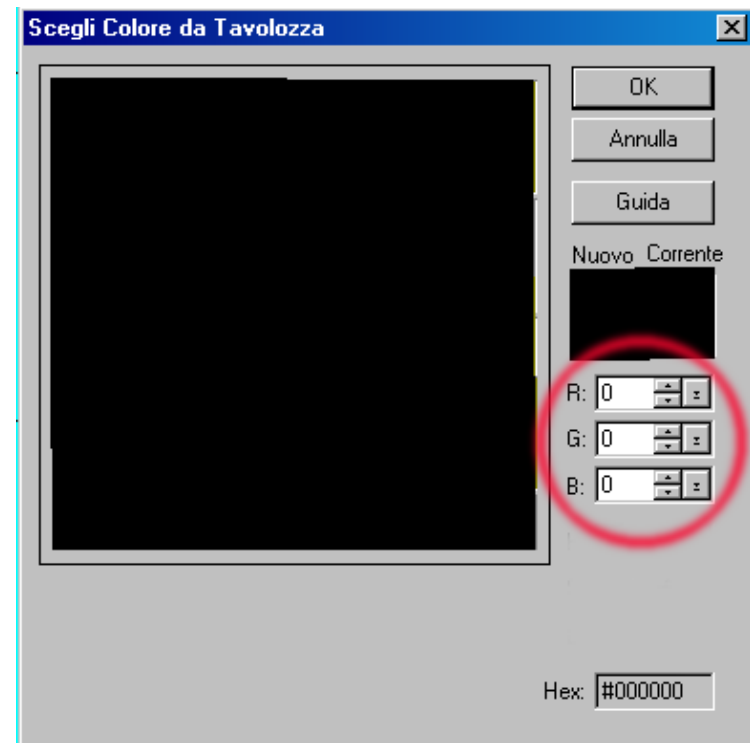 Scegli Colore da Tavolozza
OK
Annulla
Guida
Nuovo Corrente
R: 0
G: 0
B: 0
Hex: #000000